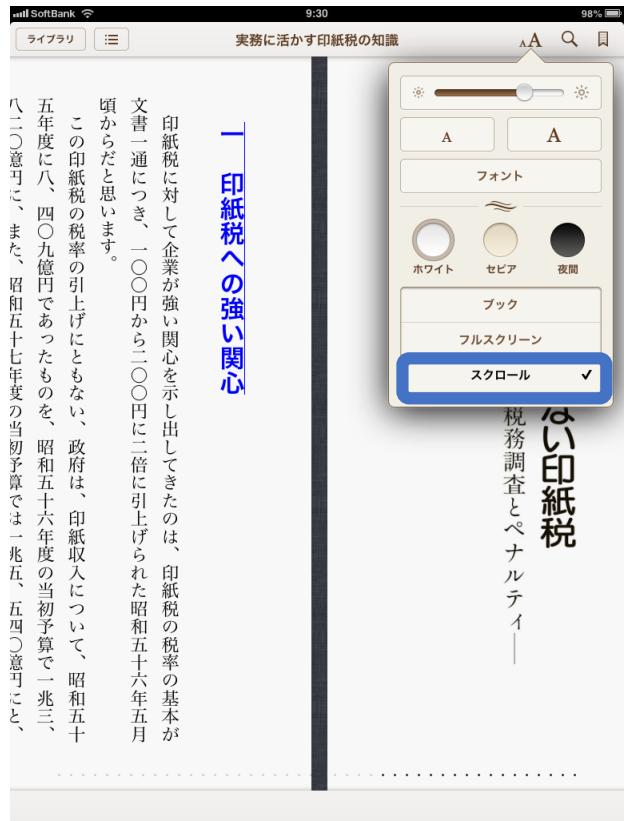 SoftBank 9:30 98%
ライブラリ
実務に活かす印紙税の知識
AA
A A
フォント
ホワイト セピア 夜間
ブック
フルスクリーン
スクロール ✔
ない印紙税
税務調査とペナルティ――
一 印紙税への強い関心
印紙税に対して企業が強い関心を示し出してきたのは、印紙税の税率の基本が
文書一通につき、一〇〇円から二〇〇円に二倍に引上げられた昭和五十六年五月
頃からだと思います。
この印紙税の税率の引上げにともない、政府は、印紙収入について、昭和五十
五年度に八、四〇九億円であったものを、昭和五十六年度の当初予算で一兆三、
八二〇億円に、また、昭和五十七年度の当初予算では一兆五、五四〇億円にと、